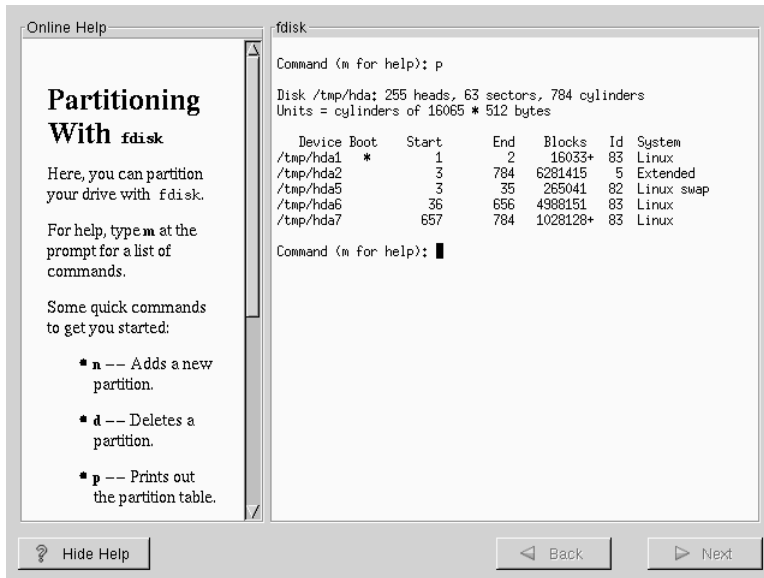 Online Help
Partitioning
With fdisk
Here, you can partition
your drive with fdisk.
For help, type m at the
prompt for a list of
commands.
Some quick commands
to get you started:
n -- Adds a new
partition.
d -- Deletes a
partition.
p -- Prints out
the partition table.
fdisk
Command (m for help): p
Disk /tmp/hda: 255 heads, 63 sectors, 784 cylinders
Units = cylinders of 16065 * 512 bytes
Device Boot Start End Blocks Id System
/tmp/hda1 * 1 2 16033+ 83 Linux
/tmp/hda2 3 784 6281415 5 Extended
/tmp/hda5 3 35 265041 82 Linux swap
/tmp/hda6 36 656 4988151 83 Linux
/tmp/hda7 657 784 1028128+ 83 Linux
Command (m for help):
? Hide Help
Back
Next